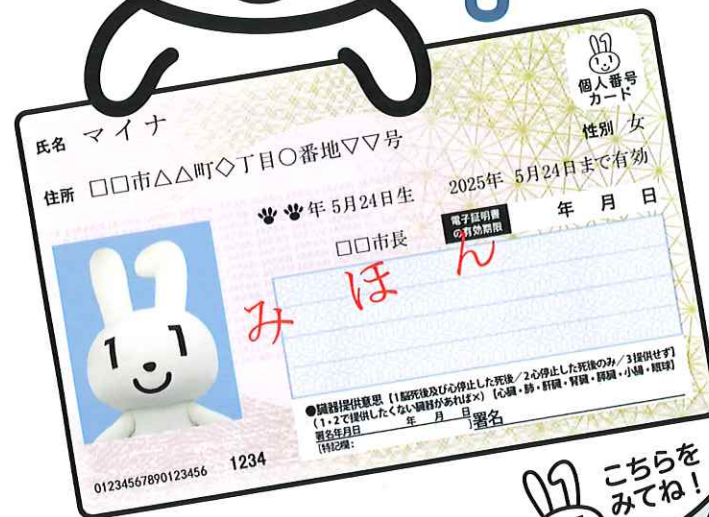 個人番号
カード
氏名 マイナ
性別 女
住所 □□市△△町◇丁目○番地▽▽号
年 5月24日生 2025年 5月24日まで有効
□□市長 電子証明書の有効期限 年 月 日
みほん
●臓器提供意思【1脳死後及び心停止した死後/2心停止した死後のみ/3提供せず】
(1・2で提供したくない臓器があれば×)【心臓・肺・肝臓・腎臓・膵臓・小腸・眼球】
署名年月日 年 月 日 署名
[特記欄: ]
01234567890123456 1234
こちらを
みてね!